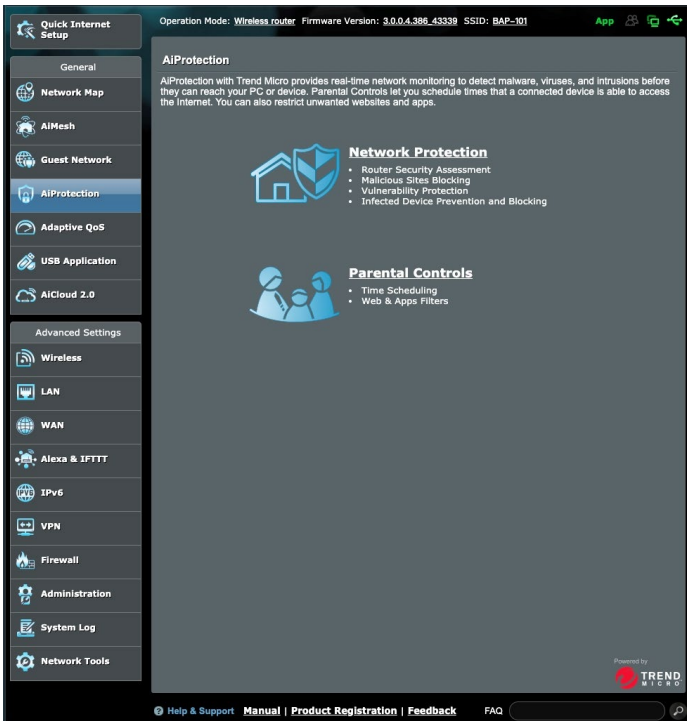 Quick Internet
Setup
Operation Mode: Wireless router Firmware Version: 3.0.0.4.386_43339 SSID: BAP-101
App
General
Network Map
AiMesh
Guest Network
AiProtection
Adaptive QoS
USB Application
AiCloud 2.0
Advanced Settings
Wireless
LAN
WAN
Alexa & IFTTT
IPv6
VPN
Firewall
Administration
System Log
Network Tools
AiProtection
AiProtection with Trend Micro provides real-time network monitoring to detect malware, viruses, and intrusions before
they can reach your PC or device. Parental Controls let you schedule times that a connected device is able to access
the Internet. You can also restrict unwanted websites and apps.
Network Protection
• Router Security Assessment
• Malicious Sites Blocking
• Vulnerability Protection
• Infected Device Prevention and Blocking
Parental Controls
• Time Scheduling
• Web & Apps Filters
Powered by
TREND
MICRO
Help & Support Manual | Product Registration | Feedback FAQ